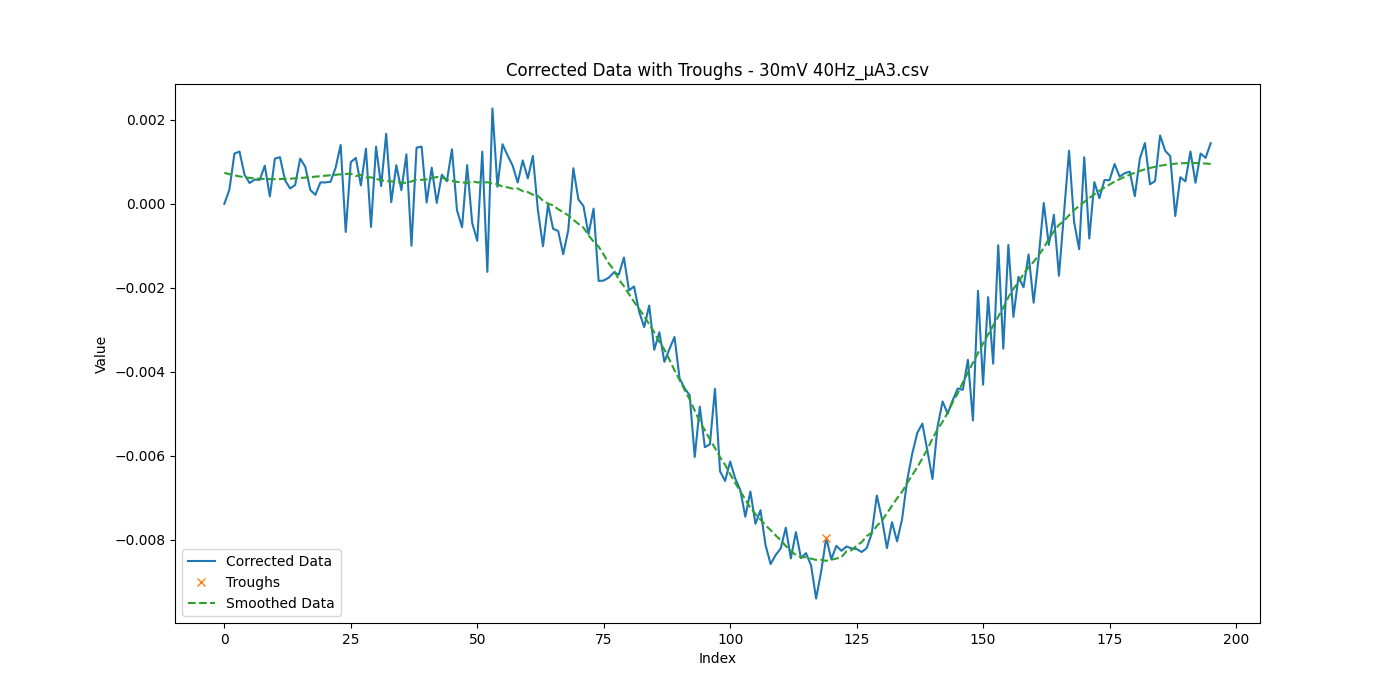 Corrected Data with Troughs - 30mV 40Hz_μA3.csv
Value
0.002
0.000
−0.002
−0.004
−0.006
−0.008
Corrected Data
Troughs
Smoothed Data
0 25 50 75 100 125 150 175 200
Index